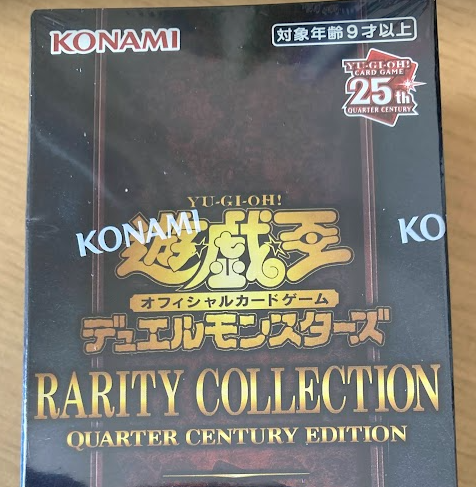 KONAMI
対象年齢9才以上
YU-GI-OH!
CARD GAME
25th
QUARTER CENTURY
YU-GI-OH!
KONAMI
KO
遊戯王
オフィシャルカードゲーム
デュエルモンスターズ
RARITY COLLECTION
QUARTER CENTURY EDITION